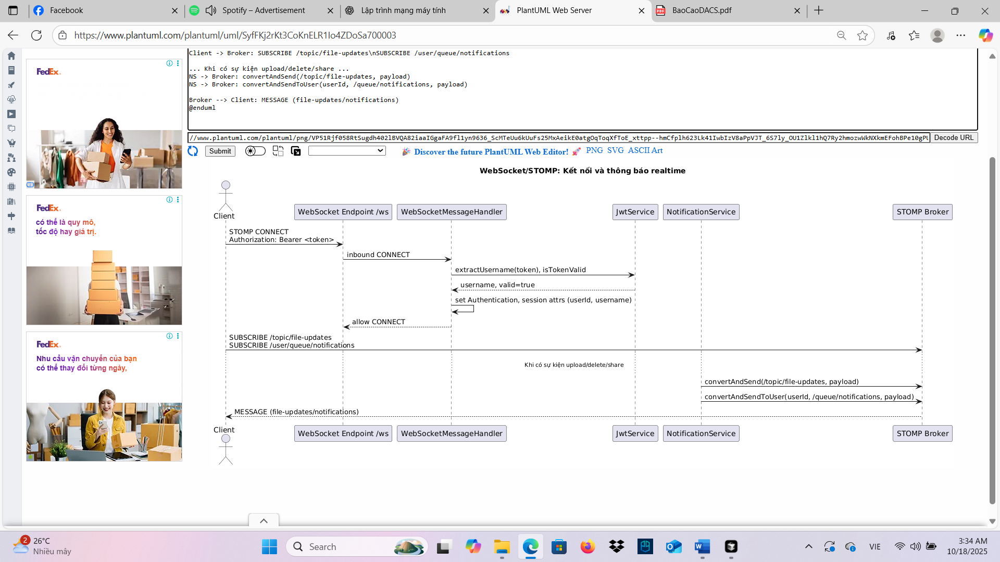 Facebook
Spotify – Advertisement
Lập trình mạng máy tính
PlantUML Web Server
BaoCaoDACS.pdf
https://www.plantuml.com/plantuml/uml/SyfFKj2rKt3CoKnELR1Io4ZDoSa700003
Client -> Broker: SUBSCRIBE /topic/file-updates\nSUBSCRIBE /user/queue/notifications
... Khi có sự kiện upload/delete/share ...
NS -> Broker: convertAndSend(/topic/file-updates, payload)
NS -> Broker: convertAndSendToUser(userId, /queue/notifications, payload)
Broker --> Client: MESSAGE (file-updates/notifications)
@enduml
Decode URL
Submit
🎉 Discover the future PlantUML Web Editor! 🚀 PNG SVG ASCII Art
FedEx
FedEx
có thể là quy mô,
tốc độ hay giá trị.
FedEx
Nhu cầu vận chuyển của bạn
có thể thay đổi từng ngày,
WebSocket/STOMP: Kết nối và thông báo realtime
Client
WebSocket Endpoint /ws
WebSocketMessageHandler
JwtService
NotificationService
STOMP Broker
STOMP CONNECT
Authorization: Bearer <token>
inbound CONNECT
extractUsername(token), isTokenValid
username, valid=true
set Authentication, session attrs (userId, username)
allow CONNECT
SUBSCRIBE /topic/file-updates
SUBSCRIBE /user/queue/notifications
Khi có sự kiện upload/delete/share
convertAndSend(/topic/file-updates, payload)
convertAndSendToUser(userId, /queue/notifications, payload)
MESSAGE (file-updates/notifications)
Client
WebSocket Endpoint /ws
WebSocketMessageHandler
JwtService
NotificationService
STOMP Broker
2
26°C
Nhiều mây
Search
VIE
3:34 AM
10/18/2025